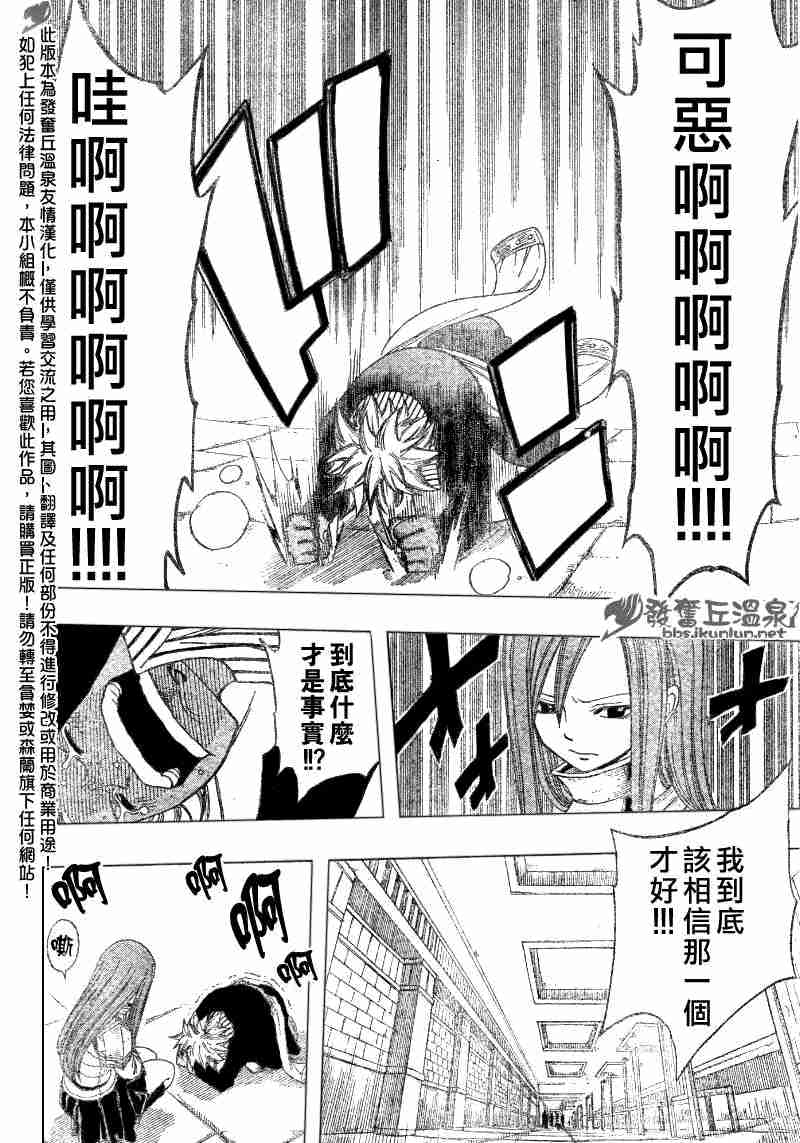 可惡啊啊啊啊啊啊!!!!
哇啊啊啊啊啊啊啊!!!!
發奮丘溫泉
bbs.ikunlun.net
到底什麼
才是事實!!?
我到底
該相信那一個
才好!!!
啊
啊
啊
啊
嘶
此版本為發奮丘溫泉友情漢化,僅供學習交流之用,其圖、翻譯及任何部份不得進行修改或用於商業用途!
如犯上任何法律問題,本小組概不負責。若您喜歡此作品,請購買正版!請勿轉至貪婪或森蘭旗下任何網站!